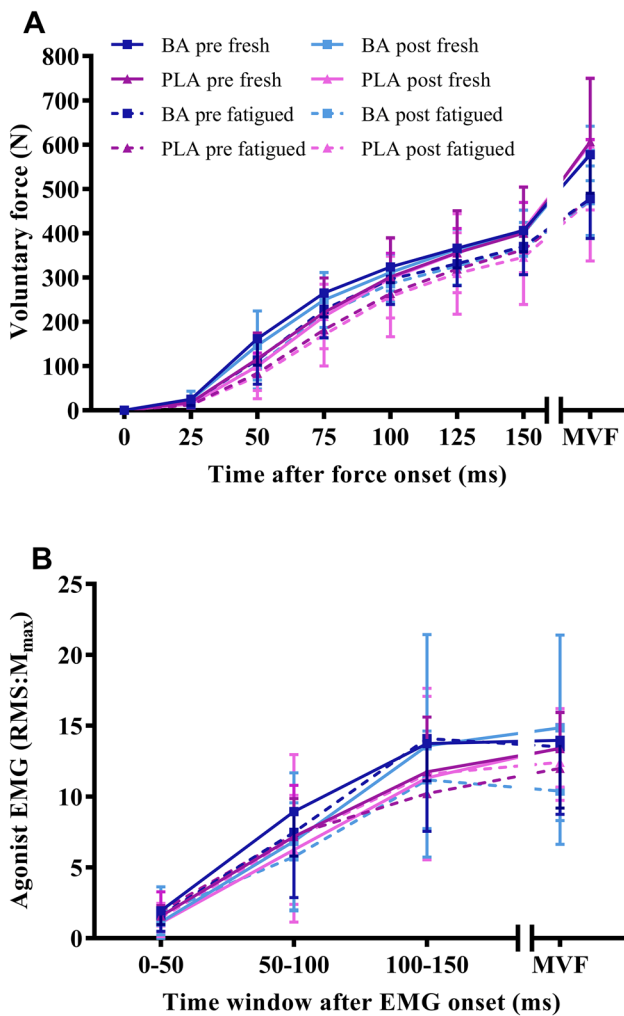 A
BA pre fresh BA post fresh
PLA pre fresh PLA post fresh
BA pre fatigued BA post fatigued
PLA pre fatigued PLA post fatigued
Voluntary force (N)
800
700
600
500
400
300
200
100
0
0 25 50 75 100 125 150 MVF
Time after force onset (ms)
B
Agonist EMG (RMS:Mmax)
25
20
15
10
5
0
0-50 50-100 100-150 MVF
Time window after EMG onset (ms)